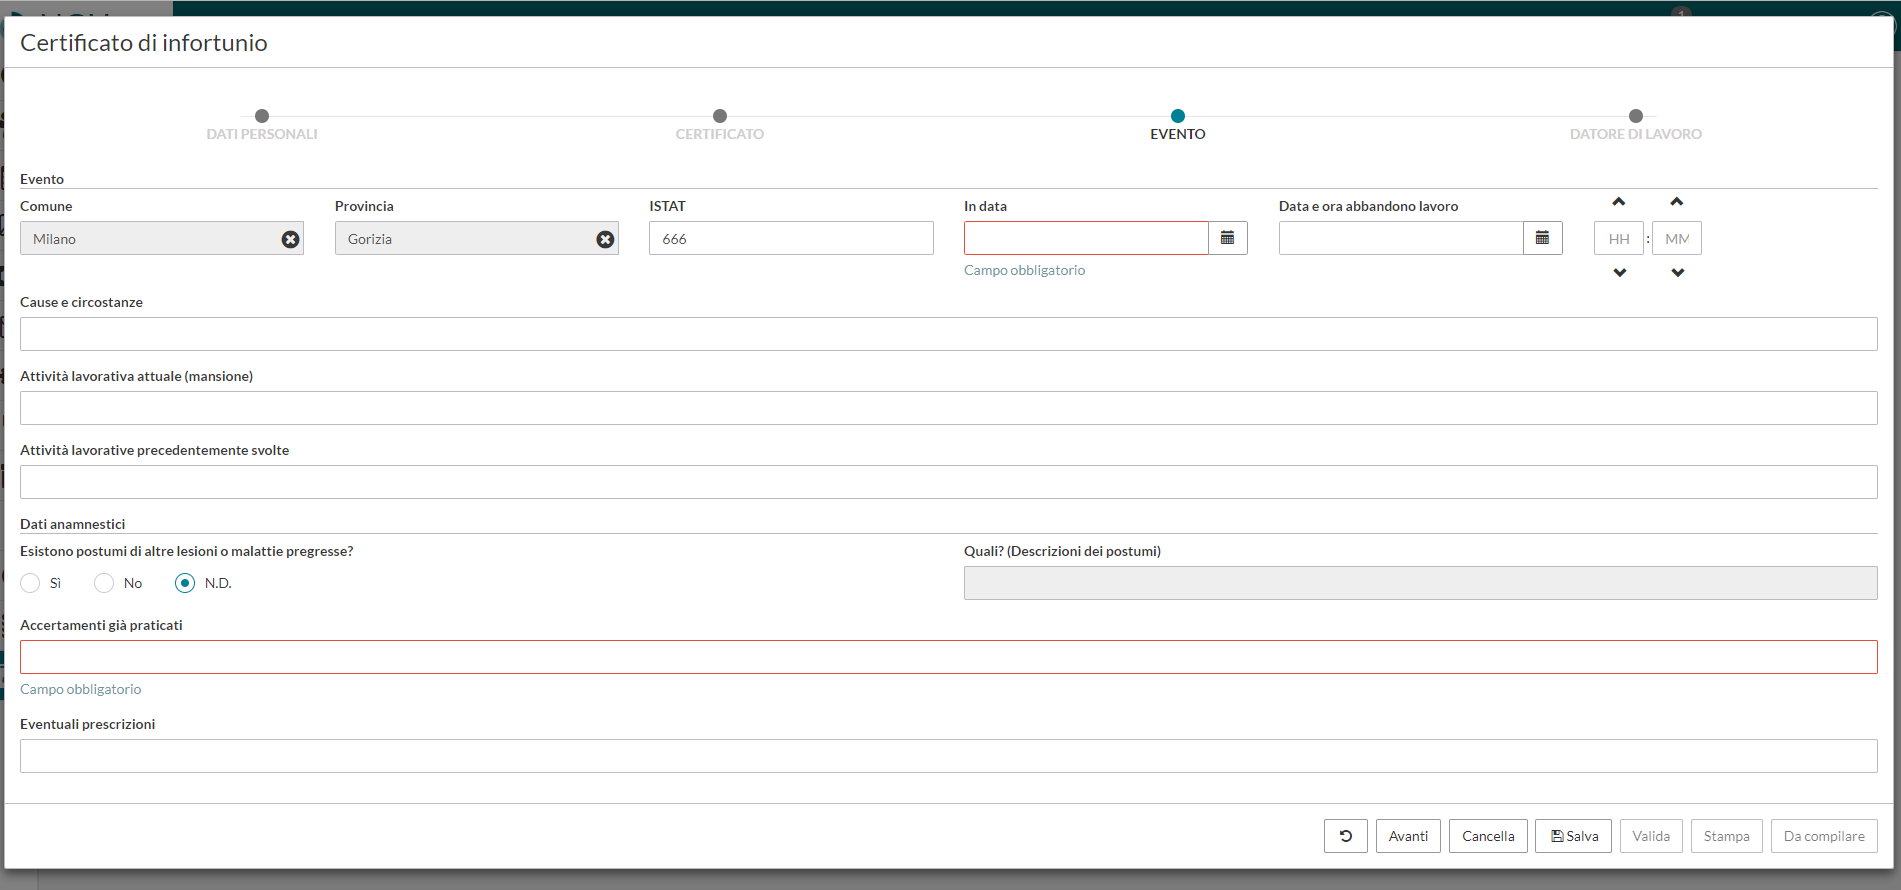 Certificato di infortunio
DATI PERSONALI
CERTIFICATO
EVENTO
DATORE DI LAVORO
Evento
Comune
Provincia
ISTAT
In data
Data e ora abbandono lavoro
Milano
Gorizia
666
HH : MM
Campo obbligatorio
Cause e circostanze
Attività lavorativa attuale (mansione)
Attività lavorative precedentemente svolte
Dati anamnestici
Esistono postumi di altre lesioni o malattie pregresse?
Quali? (Descrizioni dei postumi)
Sì
No
N.D.
Accertamenti già praticati
Campo obbligatorio
Eventuali prescrizioni
Avanti
Cancella
Salva
Valida
Stampa
Da compilare